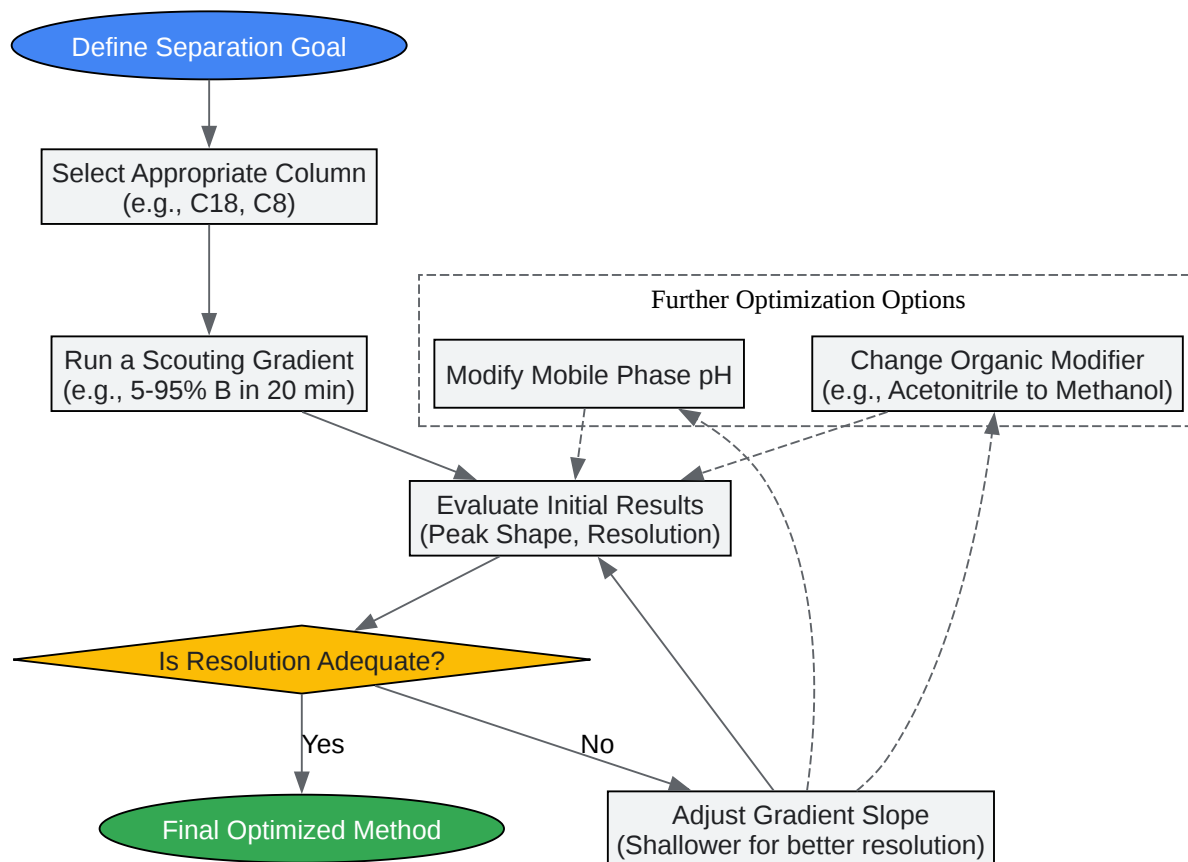 Define Separation Goal
Select Appropriate Column
(e.g., C18, C8)
Further Optimization Options
Run a Scouting Gradient
(e.g., 5-95% B in 20 min)
Modify Mobile Phase pH
Change Organic Modifier
(e.g., Acetonitrile to Methanol)
Evaluate Initial Results
(Peak Shape, Resolution)
Is Resolution Adequate?
Yes
No
Final Optimized Method
Adjust Gradient Slope
(Shallower for better resolution)